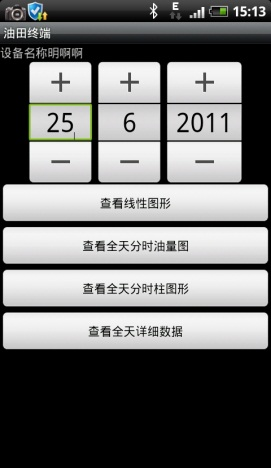 E
15:13
油田终端
设备名称明啊啊
+ + +
25 6 2011
− − −
查看线性图形
查看全天分时油量图
查看全天分时柱图形
查看全天详细数据